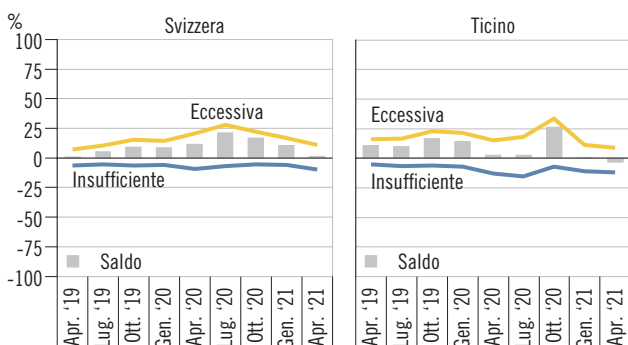 %
Svizzera
Ticino
100
75
50
25
0
-25
-50
-75
-100
Eccessiva
Insufficiente
Saldo
Eccessiva
Insufficiente
Saldo
Apr. ‘19
Lug. ‘19
Ott. ‘19
Gen. ‘20
Apr. ‘20
Lug. ‘20
Ott. ‘20
Gen. ‘21
Apr. ‘21
Apr. ‘19
Lug. ‘19
Ott. ‘19
Gen. ‘20
Apr. ‘20
Lug. ‘20
Ott. ‘20
Gen. ‘21
Apr. ‘21